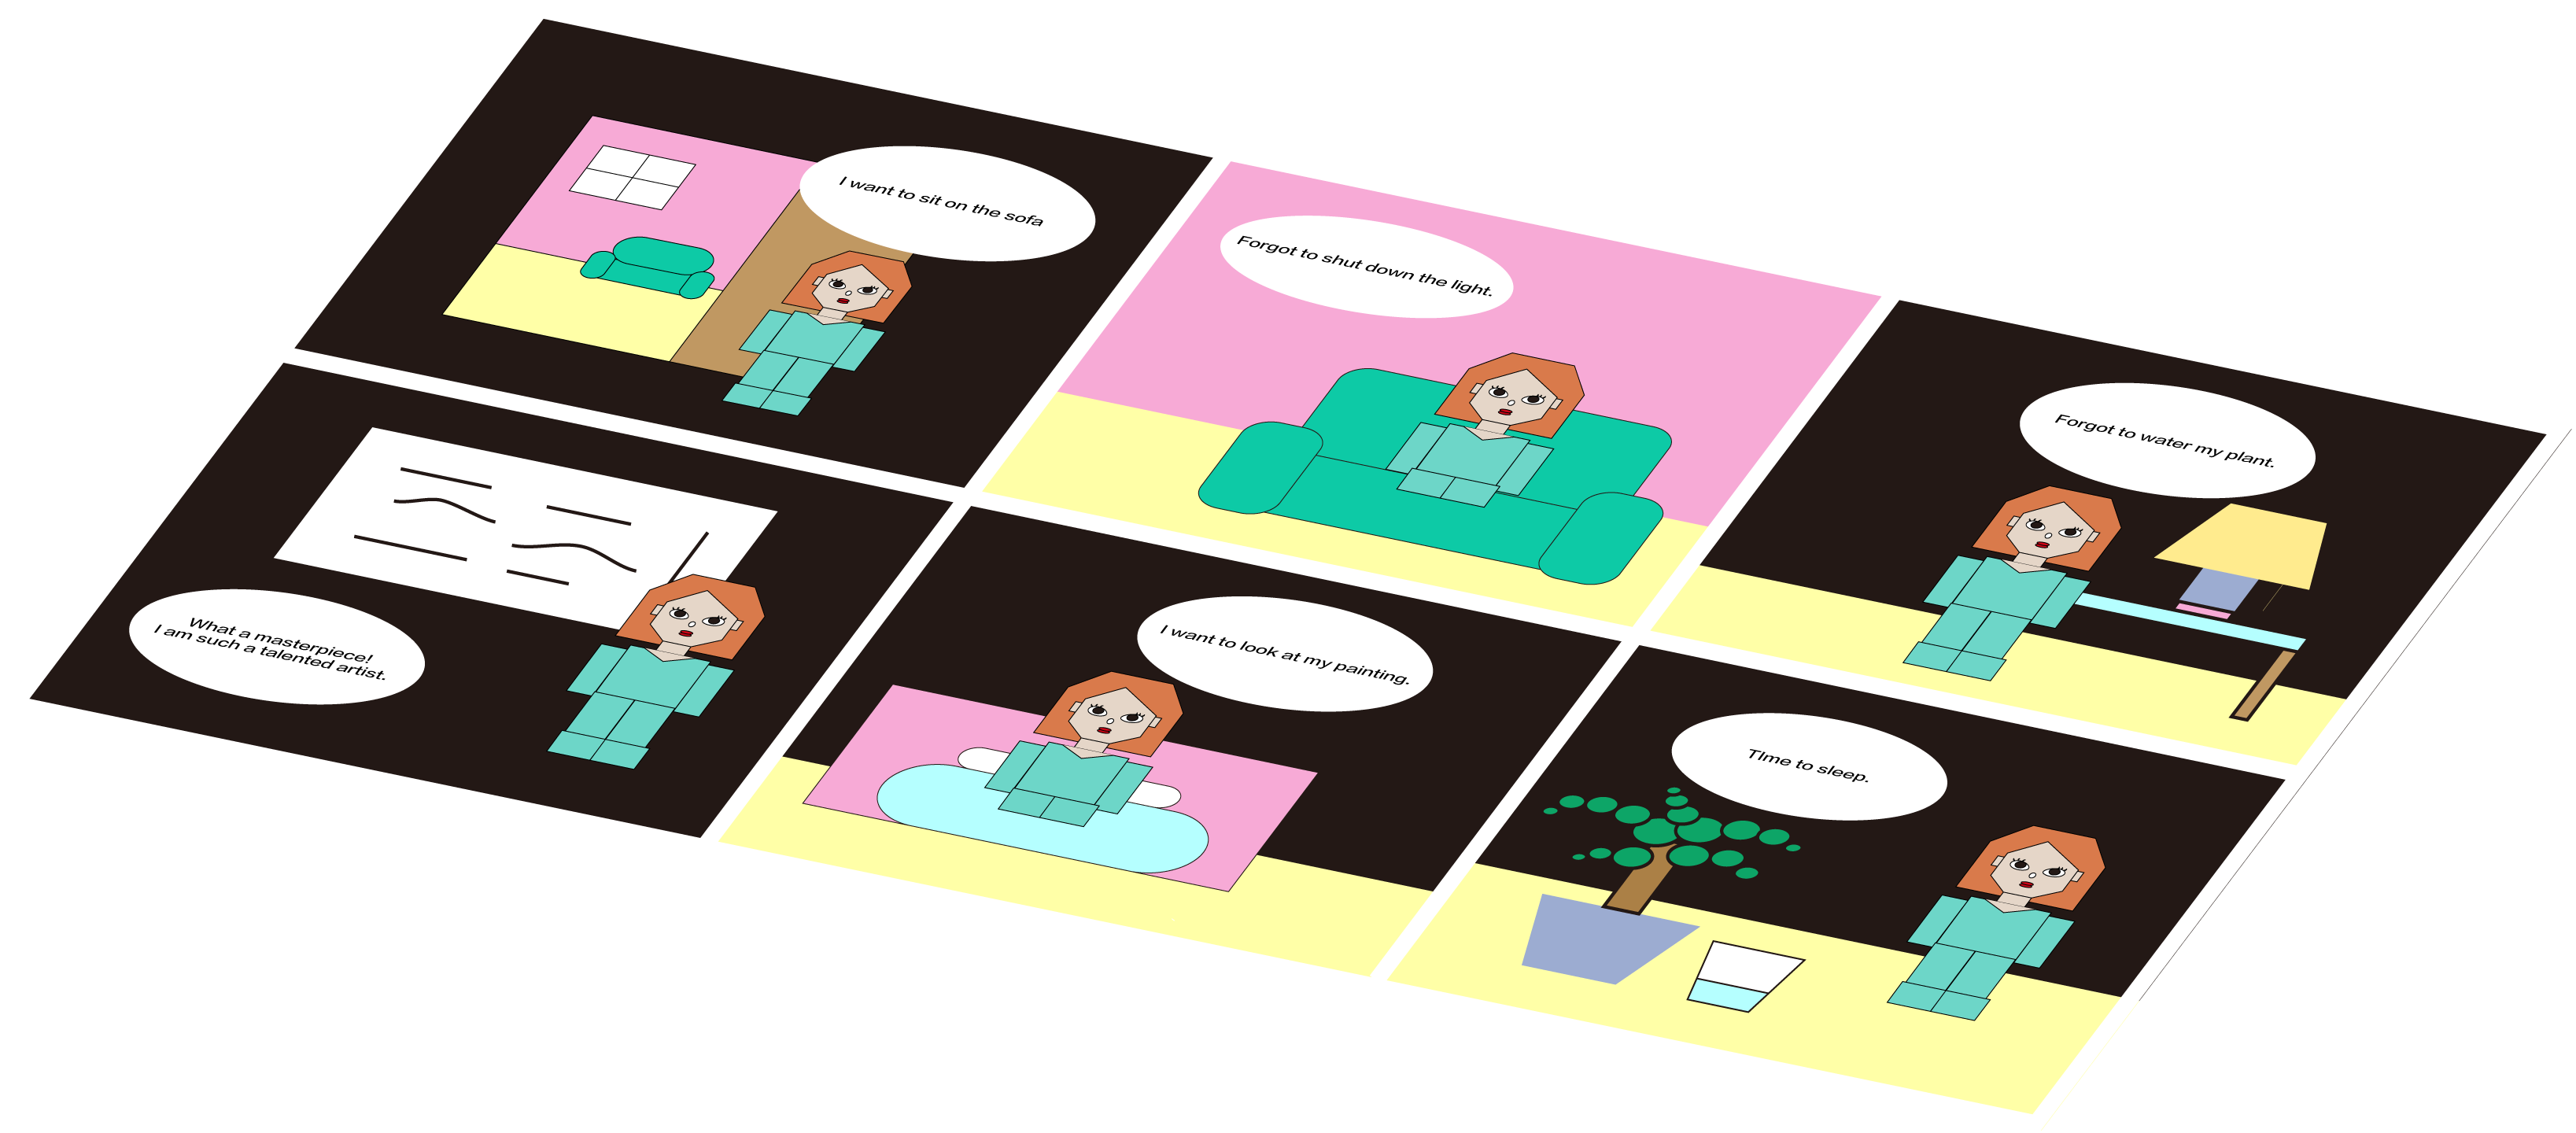 I want to sit on the sofa
Forgot to shut down the light.
Forgot to water my plant.
What a masterpiece!
I am such a talented artist.
I want to look at my painting.
TIme to sleep.